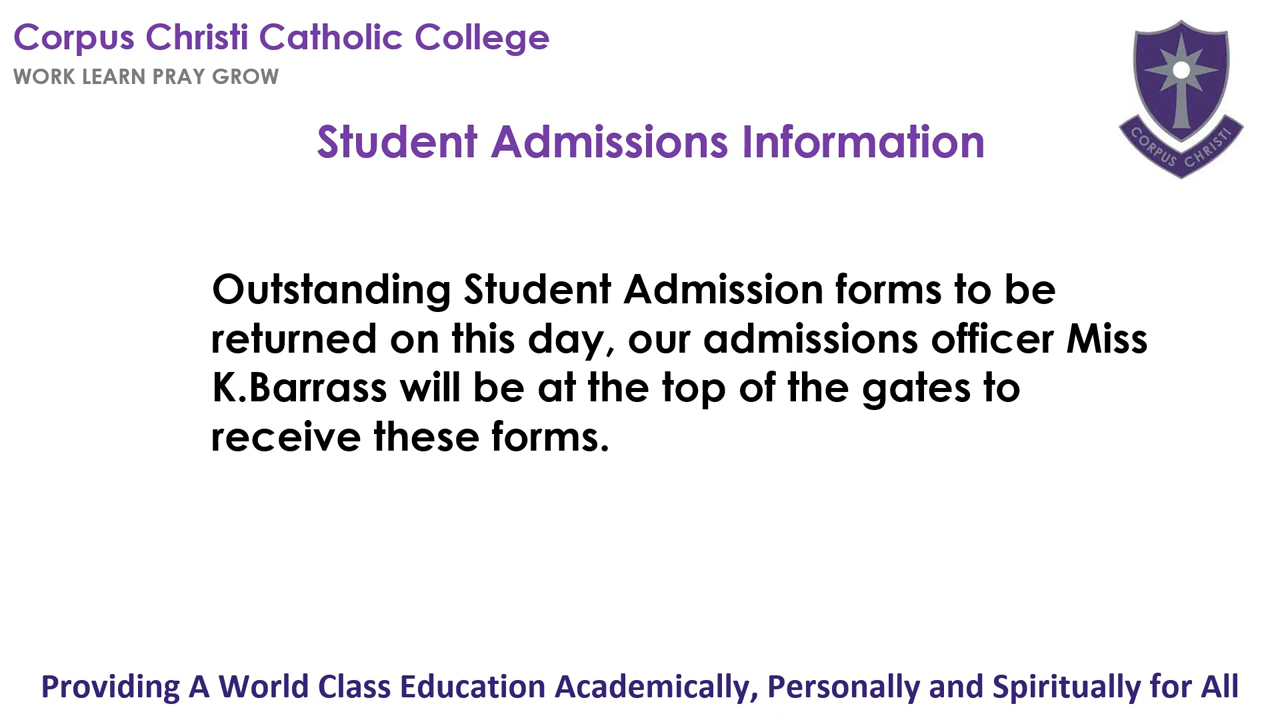 Corpus Christi Catholic College
WORK LEARN PRAY GROW
Student Admissions Information
CORPUS CHRISTI
Outstanding Student Admission forms to be
returned on this day, our admissions officer Miss
K.Barrass will be at the top of the gates to
receive these forms.
Providing A World Class Education Academically, Personally and Spiritually for All